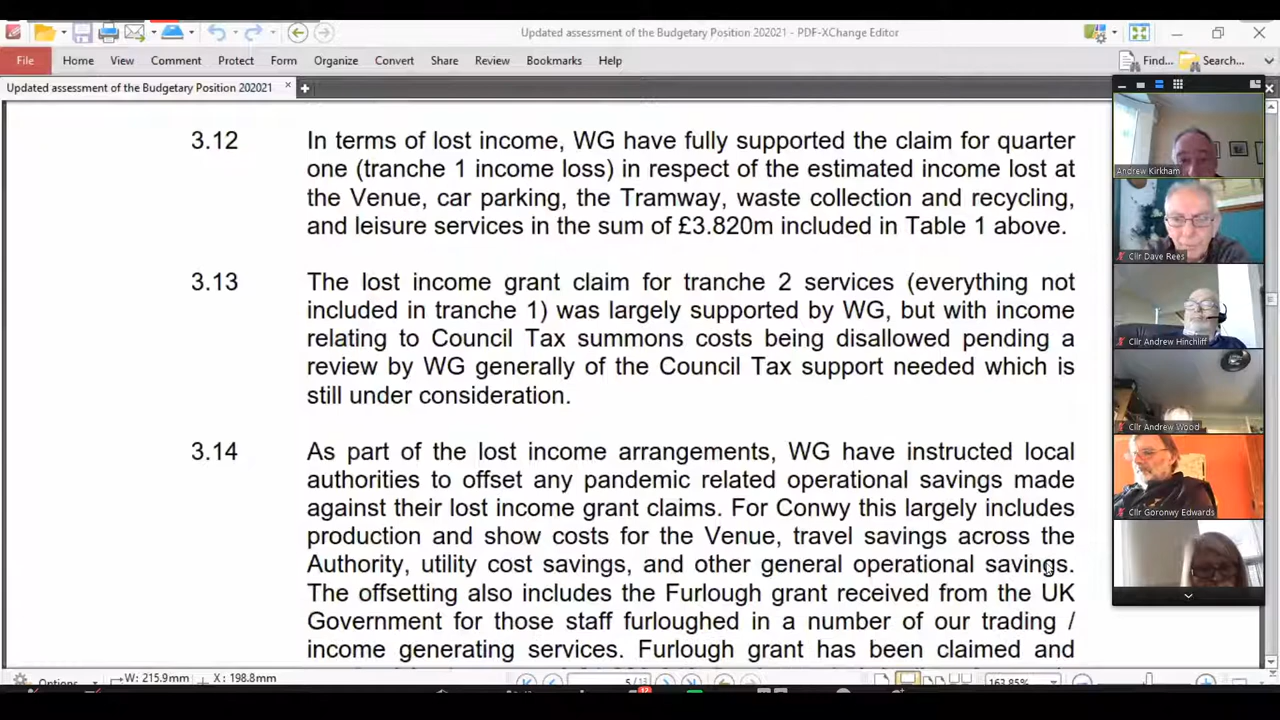 Updated assessment of the Budgetary Position 202021 - PDF-XChange Editor
File Home View Comment Protect Form Organize Convert Share Review Bookmarks Help Find... Search...
Updated assessment of the Budgetary Position 202021
3.12 In terms of lost income, WG have fully supported the claim for quarter
one (tranche 1 income loss) in respect of the estimated income lost at
the Venue, car parking, the Tramway, waste collection and recycling,
and leisure services in the sum of £3.820m included in Table 1 above.
3.13 The lost income grant claim for tranche 2 services (everything not
included in tranche 1) was largely supported by WG, but with income
relating to Council Tax summons costs being disallowed pending a
review by WG generally of the Council Tax support needed which is
still under consideration.
3.14 As part of the lost income arrangements, WG have instructed local
authorities to offset any pandemic related operational savings made
against their lost income grant claims. For Conwy this largely includes
production and show costs for the Venue, travel savings across the
Authority, utility cost savings, and other general operational savings.
The offsetting also includes the Furlough grant received from the UK
Government for those staff furloughed in a number of our trading /
income generating services. Furlough grant has been claimed and
Andrew Kirkham
Cllr Dave Rees
Cllr Andrew Hinchliff
Cllr Andrew Wood
Cllr Goronwy Edwards
Options... W: 215.9mm X: 198.8mm 5 / 13 163.85%